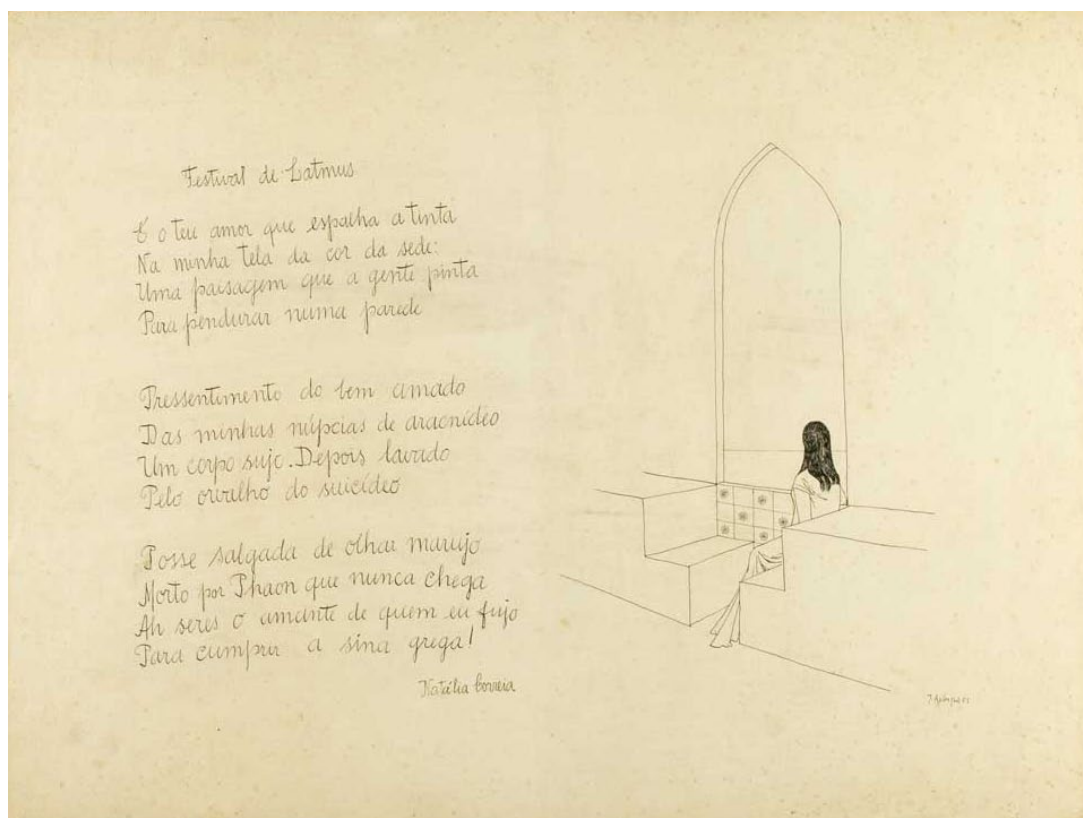 Festival de Latmus
É o teu amor que espalha a tinta
Na minha tela da cor da sede:
Uma paisagem que a gente pinta
Para pendurar numa parede
Pressentimento do bem amado
Das minhas núpcias de aracnídeo
Um corpo sujo. Depois lavado
Pelo orvalho do suicídeo
Posse salgada de olhar marujo
Morto por Phaon que nunca chega
Ah seres o amante de quem eu fujo
Para cumprir a sina grega!
Natália Correia